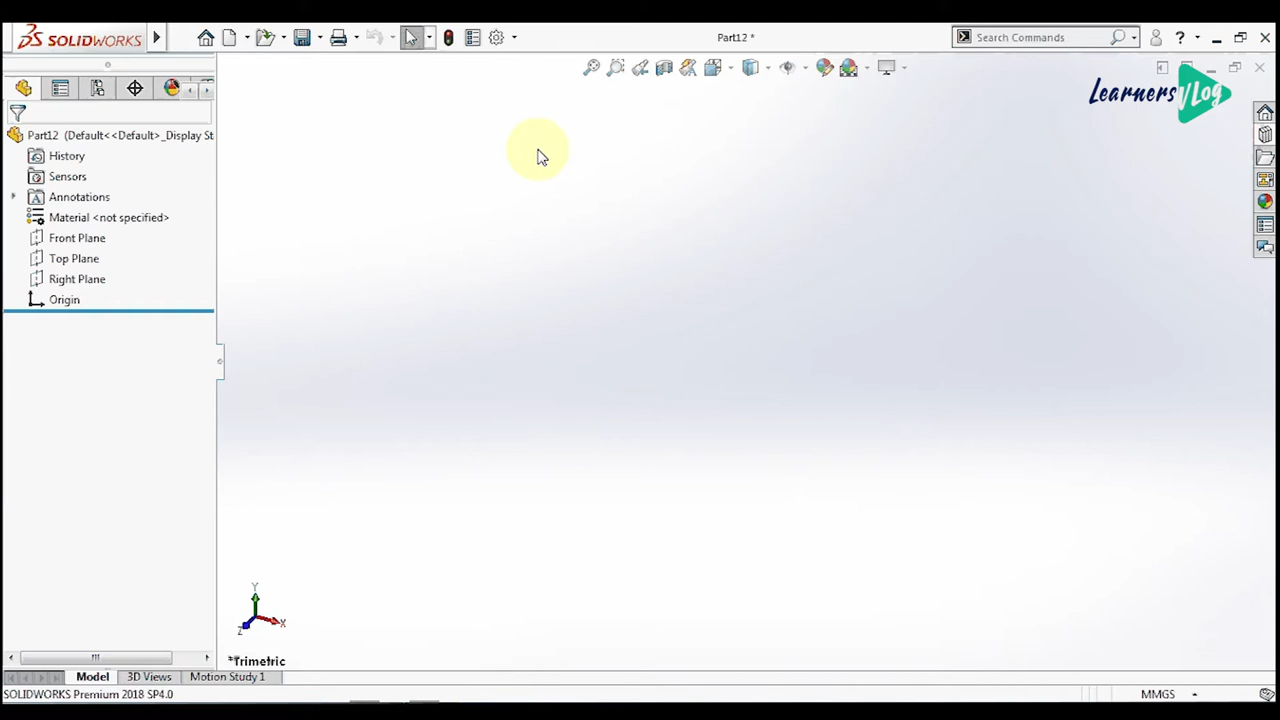 SOLIDWORKS
Part12 *
Search Commands
Learners Vlog
Part12 (Default<<Default>_Display St
History
Sensors
Annotations
Material <not specified>
Front Plane
Top Plane
Right Plane
Origin
Y
X
Z
*Trimetric
Model
3D Views
Motion Study 1
SOLIDWORKS Premium 2018 SP4.0
MMGS